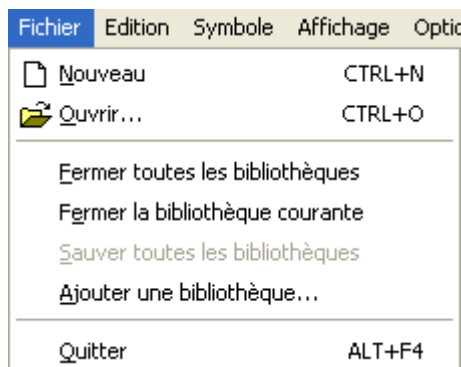 Fichier Edition Symbole Affichage Optic
Nouveau CTRL+N
Ouvrir... CTRL+O
Fermer toutes les bibliothèques
Fermer la bibliothèque courante
Sauver toutes les bibliothèques
Ajouter une bibliothèque...
Quitter ALT+F4